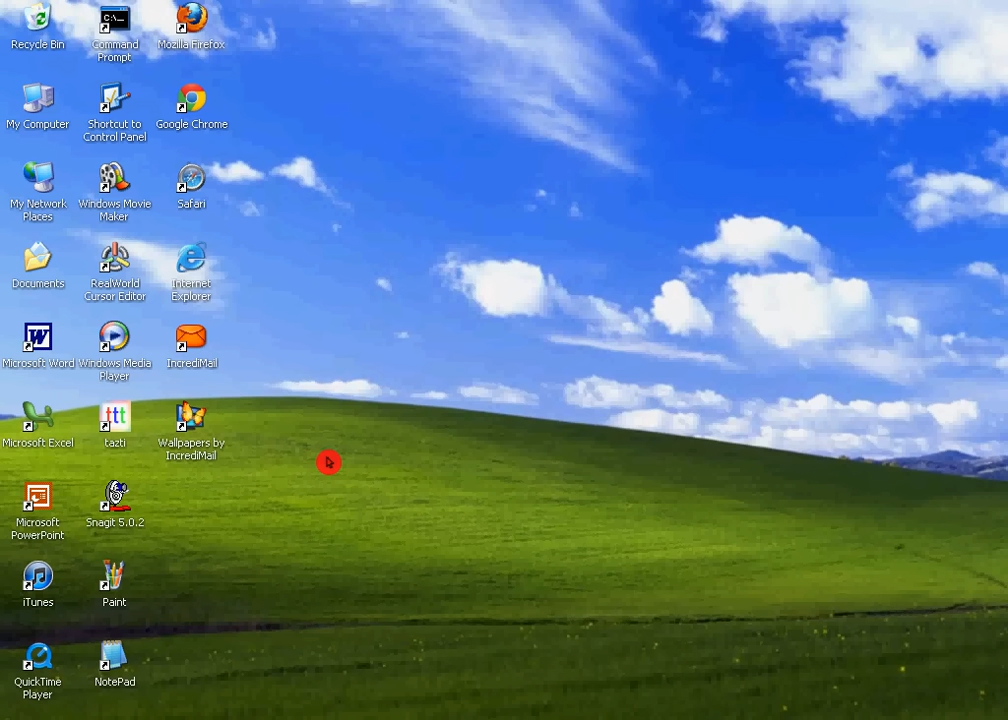 Recycle Bin
Command
Prompt
Mozilla Firefox
C:\_
My Computer
Shortcut to
Control Panel
Google Chrome
My Network
Places
Windows Movie
Maker
Safari
Documents
RealWorld
Cursor Editor
Internet
Explorer
W
Microsoft Word
Windows Media
Player
IncrediMail
ttt
Microsoft Excel
tazti
Wallpapers by
IncrediMail
Microsoft
PowerPoint
Snagit 5.0.2
iTunes
Paint
QuickTime
Player
NotePad